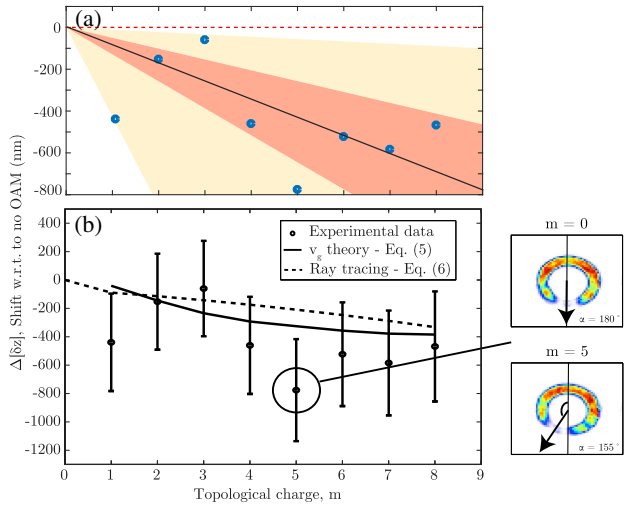 (a)
0
-200
-400
-600
-800
400
(b)
200
0
-200
-400
-600
-800
-1000
-1200
Δ[δz], Shift w.r.t. to no OAM (nm)
Experimental data
v_g theory - Eq. (5)
Ray tracing - Eq. (6)
0 1 2 3 4 5 6 7 8 9
Topological charge, m
m = 0
α = 180°
m = 5
α = 155°